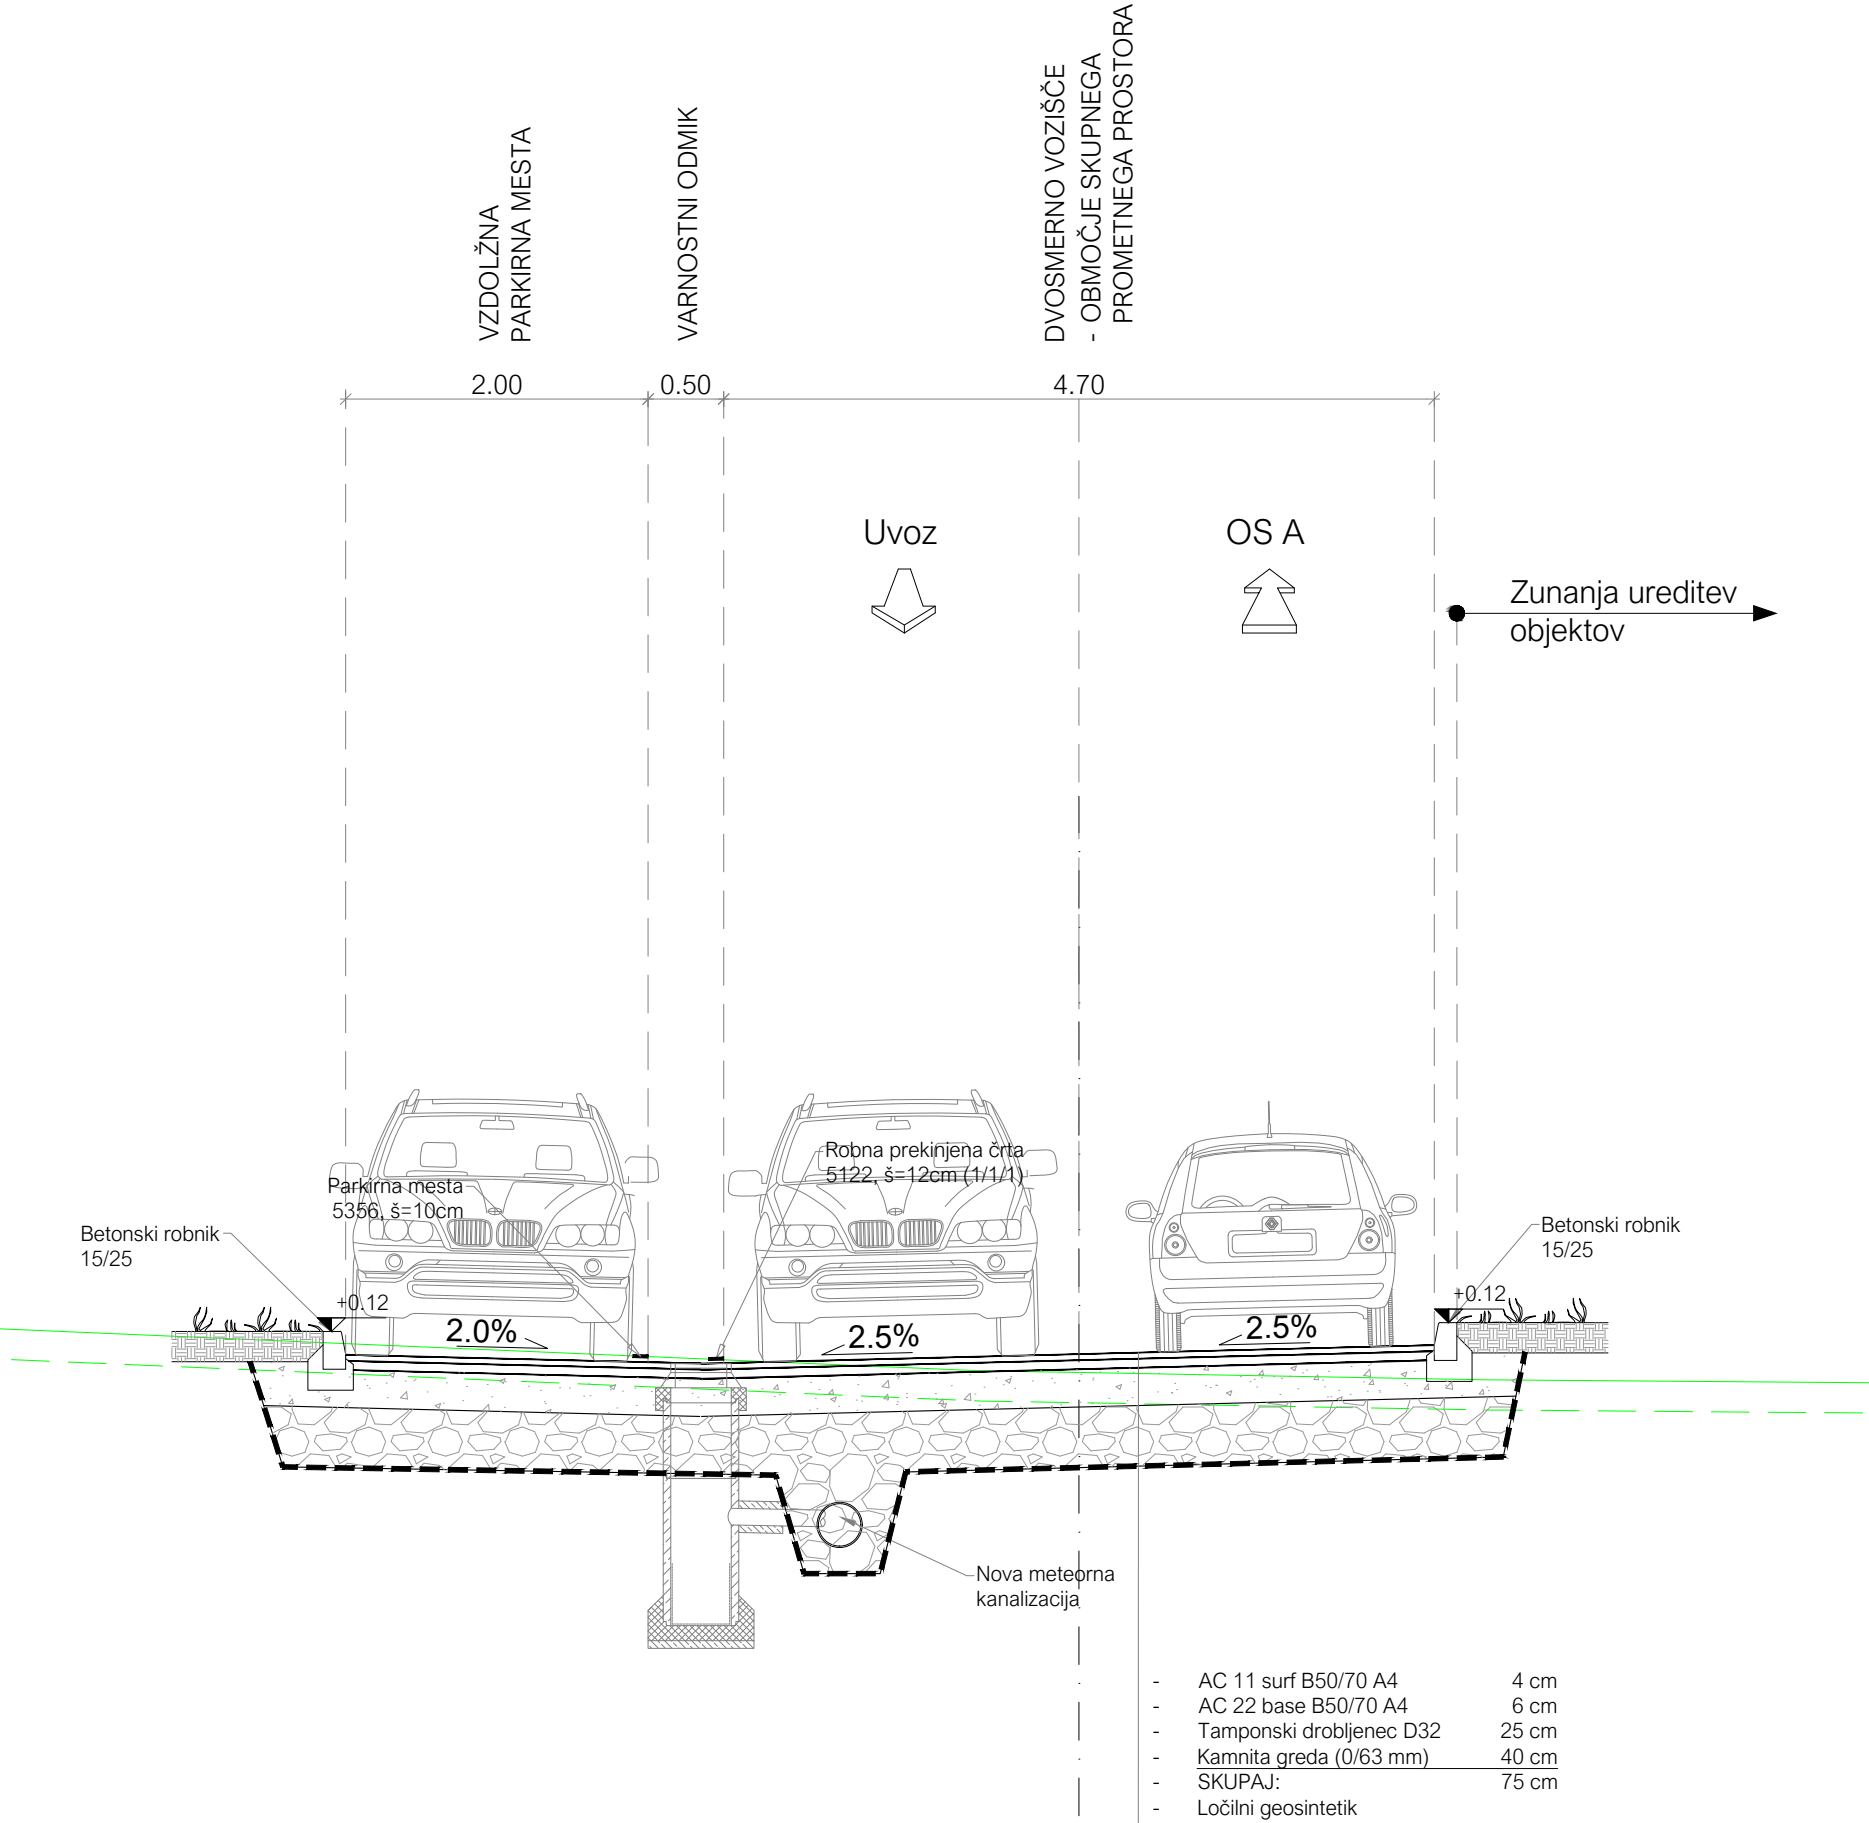 VZDOLŽNA
PARKIRNA MESTA
VARNOSTNI ODMIK
DVOSMERNO VOZIŠČE
- OBMOČJE SKUPNEGA
PROMETNEGA PROSTORA
2.00
0.50
4.70
Uvoz
OS A
Zunanja ureditev
objektov
Robna prekinjena črta
5122, š=12cm (1/1/1)
Parkirna mesta
5356, š=10cm
Betonski robnik
15/25
Betonski robnik
15/25
+0.12
+0.12
2.0%
2.5%
2.5%
Nova meteorna
kanalizacija
- AC 11 surf B50/70 A4 4 cm
- AC 22 base B50/70 A4 6 cm
- Tamponski drobljenec D32 25 cm
- Kamnita greda (0/63 mm) 40 cm
- SKUPAJ: 75 cm
- Ločilni geosintetik